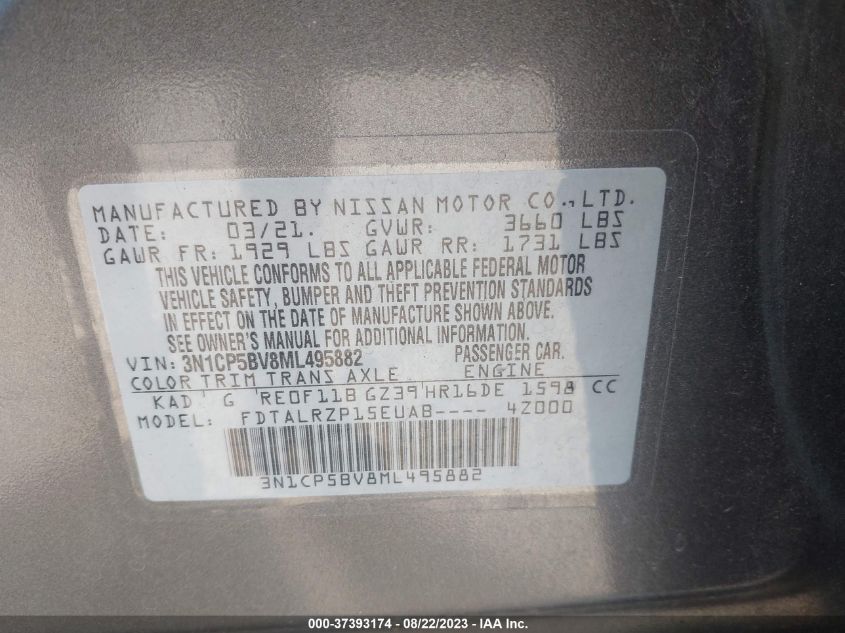 MANUFACTURED BY NISSAN MOTOR CO., LTD.
DATE: 03/21. GVWR: 3660 LBS
GAWR FR: 1929 LBS GAWR RR: 1731 LBS
THIS VEHICLE CONFORMS TO ALL APPLICABLE FEDERAL MOTOR
VEHICLE SAFETY, BUMPER AND THEFT PREVENTION STANDARDS
IN EFFECT ON THE DATE OF MANUFACTURE SHOWN ABOVE.
SEE OWNER'S MANUAL FOR ADDITIONAL INFORMATION.
VIN: 3N1CP5BV8ML495882 PASSENGER CAR.
COLOR TRIM TRANS AXLE ENGINE
KAD G RE0F11B GZ39 HR16DE 1598 CC
MODEL: FDTALRZP15EUAB---- 4Z000
3N1CP5BV8ML495882
000-37393174 — 08/22/2023 — IAA Inc.